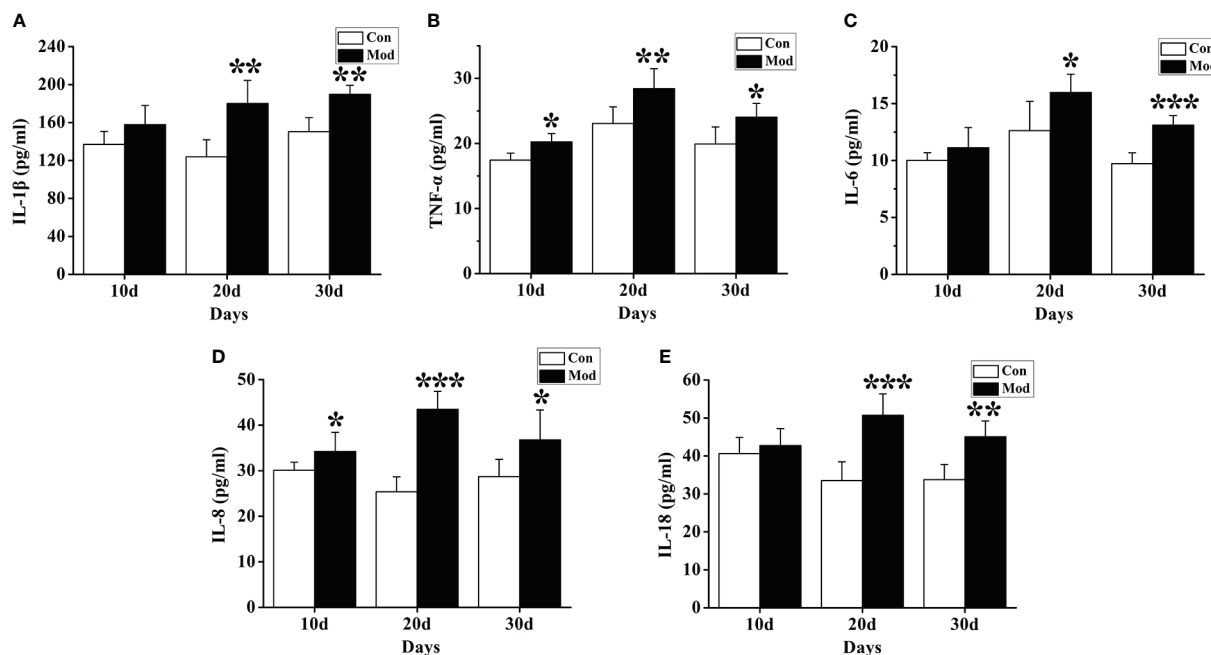 A
IL-1β (pg/ml)
240
200
160
120
80
40
0
Con
Mod
**
**
10d 20d 30d
Days
B
TNF-α (pg/ml)
30
20
10
0
Con
Mod
*
**
*
10d 20d 30d
Days
C
IL-6 (pg/ml)
20
15
10
5
0
Con
Mod
*
***
10d 20d 30d
Days
D
IL-8 (pg/ml)
50
40
30
20
10
0
Con
Mod
*
***
*
10d 20d 30d
Days
E
IL-18 (pg/ml)
60
50
40
30
20
10
0
Con
Mod
***
**
10d 20d 30d
Days